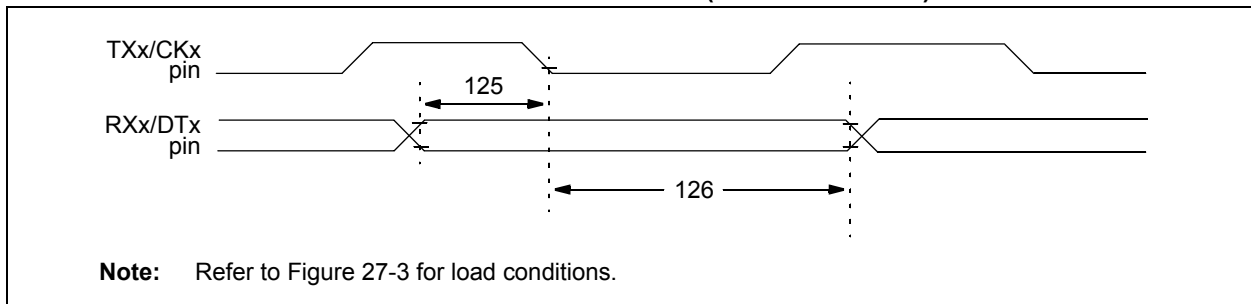 TXx/CKx
pin
125
RXx/DTx
pin
126
Note: Refer to Figure 27-3 for load conditions.